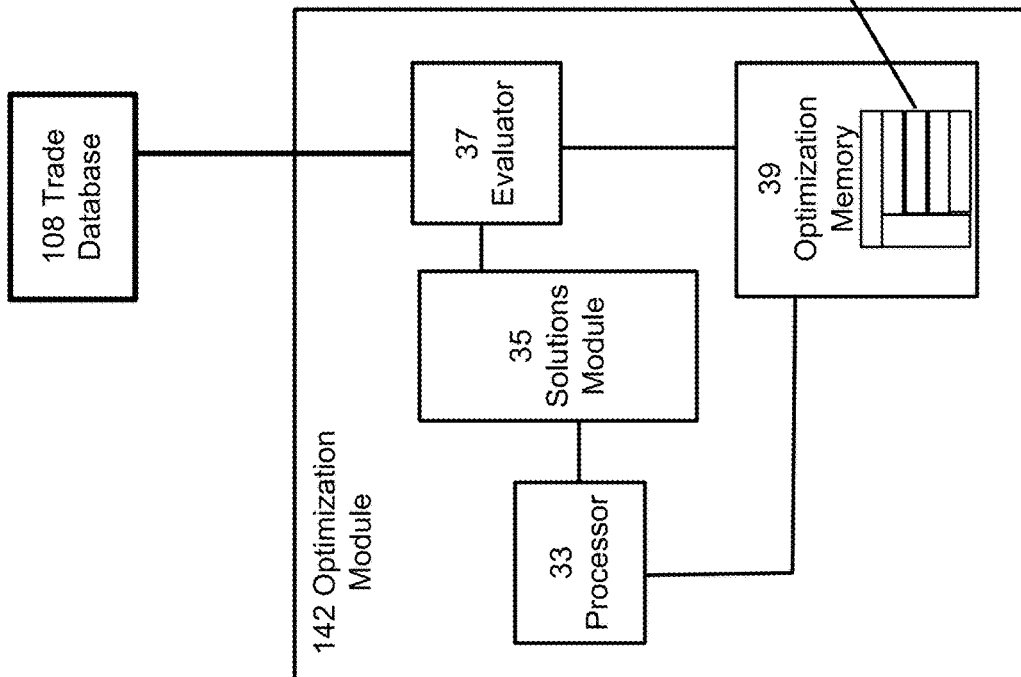 108 Trade
Database
142 Optimization
Module
33
Processor
35
Solutions
Module
37
Evaluator
39
Optimization
Memory